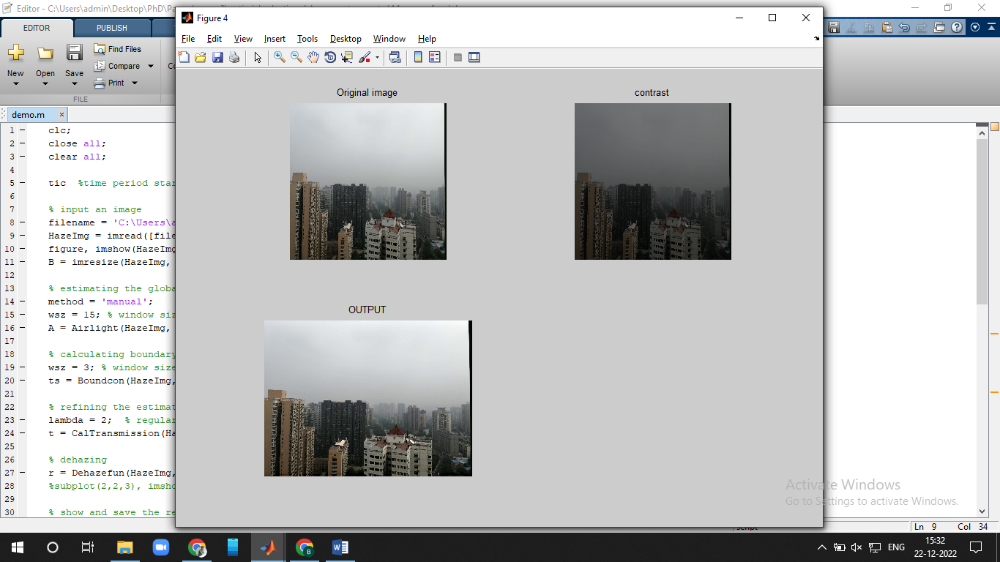 Editor - C:\Users\admin\Desktop\PhD\Pa
Figure 4
EDITOR PUBLISH
File Edit View Insert Tools Desktop Window Help
New Open Save Find Files
Compare
Print
FILE
demo.m
Original image contrast
OUTPUT
1 clc;
2 close all;
3 clear all;
4
5 tic %time period star
6
7 % input an image
8 filename = 'C:\Users\a
9 HazeImg = imread([file
10 figure, imshow(HazeImg
11 B = imresize(HazeImg,
12
13 % estimating the globa
14 method = 'manual';
15 wsz = 15; % window siz
16 A = Airlight(HazeImg,
17
18 % calculating boundary
19 wsz = 3; % window size
20 ts = Boundcon(HazeImg,
21
22 % refining the estimat
23 lambda = 2; % regular
24 t = CalTransmission(Ha
25
26 % dehazing
27 r = Dehazefun(HazeImg,
28 %subplot(2,2,3), imsho
29
30 % show and save the re
Activate Windows
Go to Settings to activate Windows.
script Ln 9 Col 34
ENG 15:32
22-12-2022